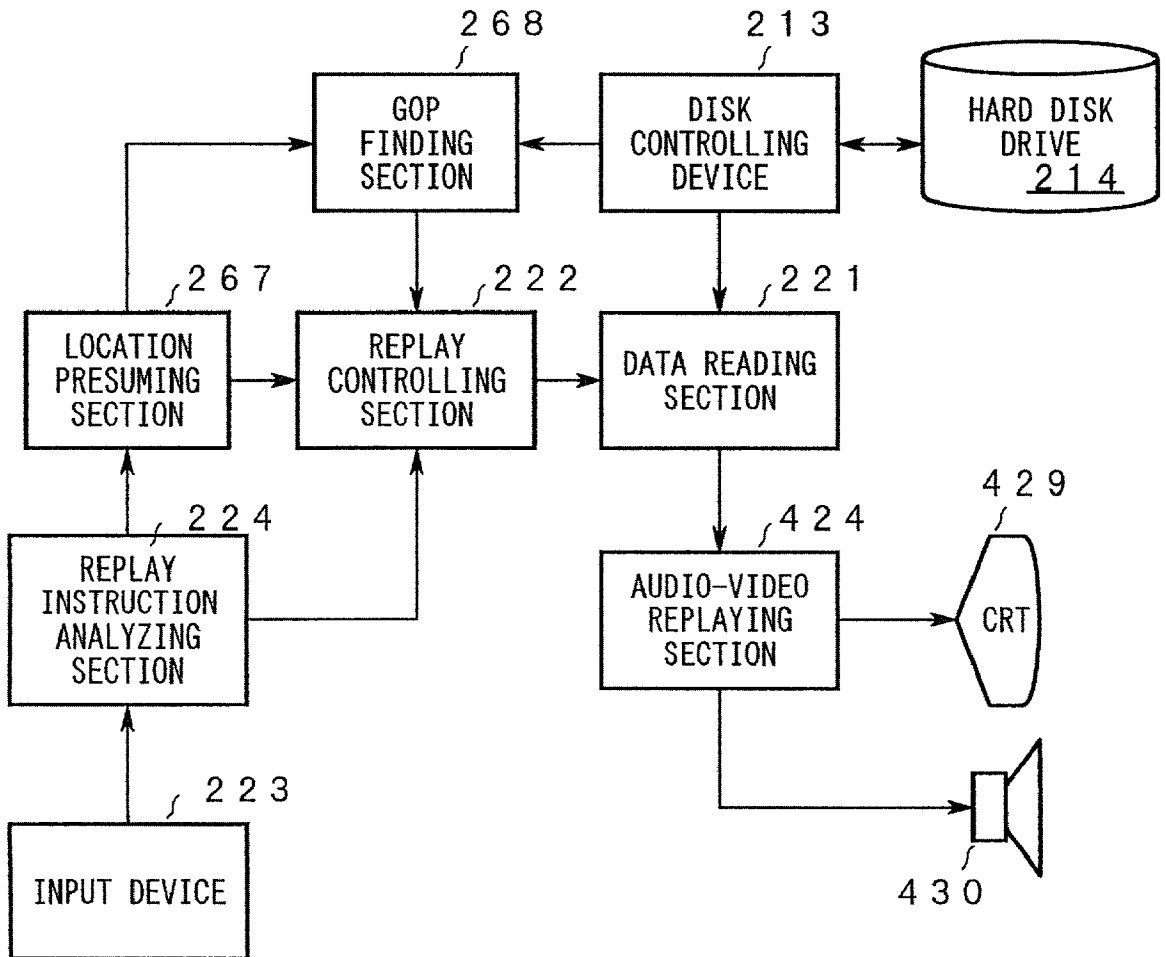 268
213
GOP
FINDING
SECTION
DISK
CONTROLLING
DEVICE
HARD DISK
DRIVE
214
267
222
221
LOCATION
PRESUMING
SECTION
REPLAY
CONTROLLING
SECTION
DATA READING
SECTION
224
424
429
REPLAY
INSTRUCTION
ANALYZING
SECTION
AUDIO-VIDEO
REPLAYING
SECTION
CRT
223
INPUT DEVICE
430